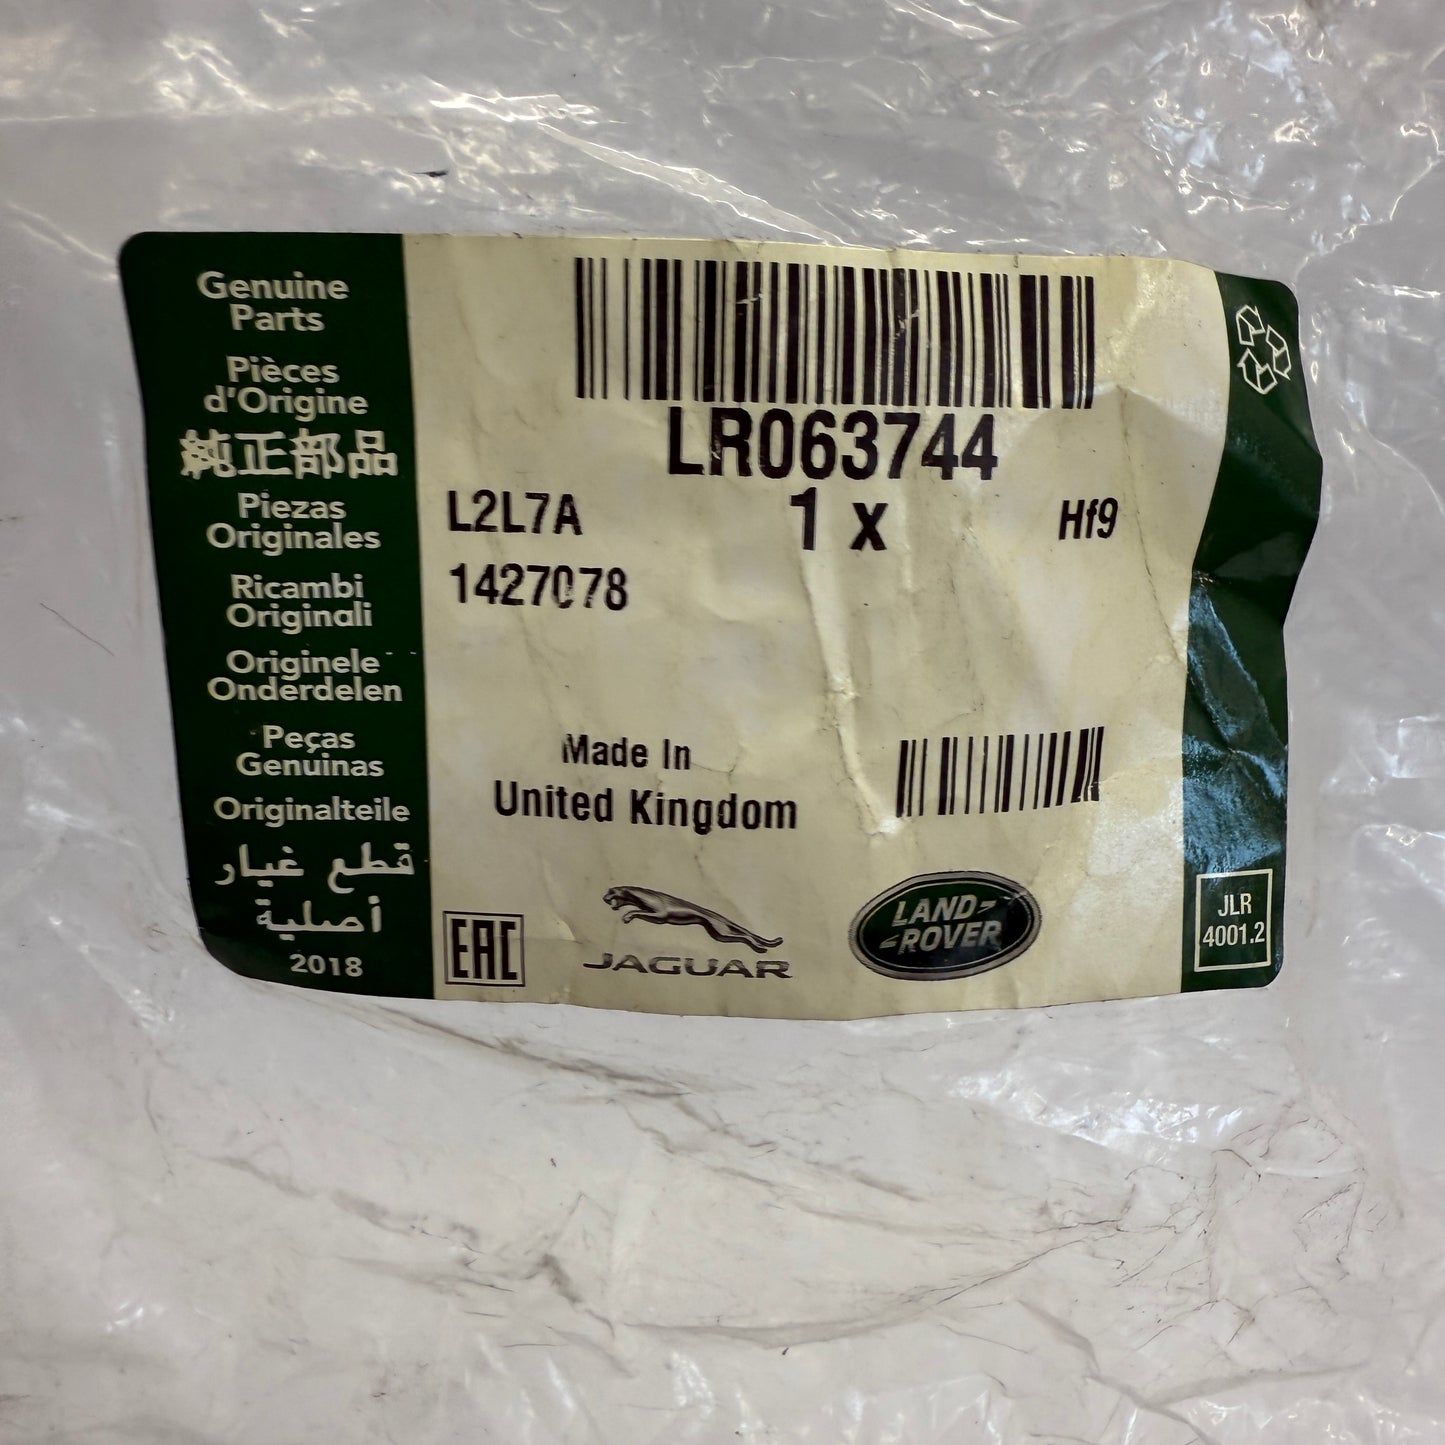 Genuine
Parts
Pièces
d'Origine
純正部品
Piezas
Originales
Ricambi
Originali
Originele
Onderdelen
Peças
Genuinas
Originalteile
قطع غيار
أصلية
2018
LR063744
L2L7A
1 x
Hf9
1427078
Made In
United Kingdom
EAC
JAGUAR
LAND-
-ROVER
JLR
4001.2